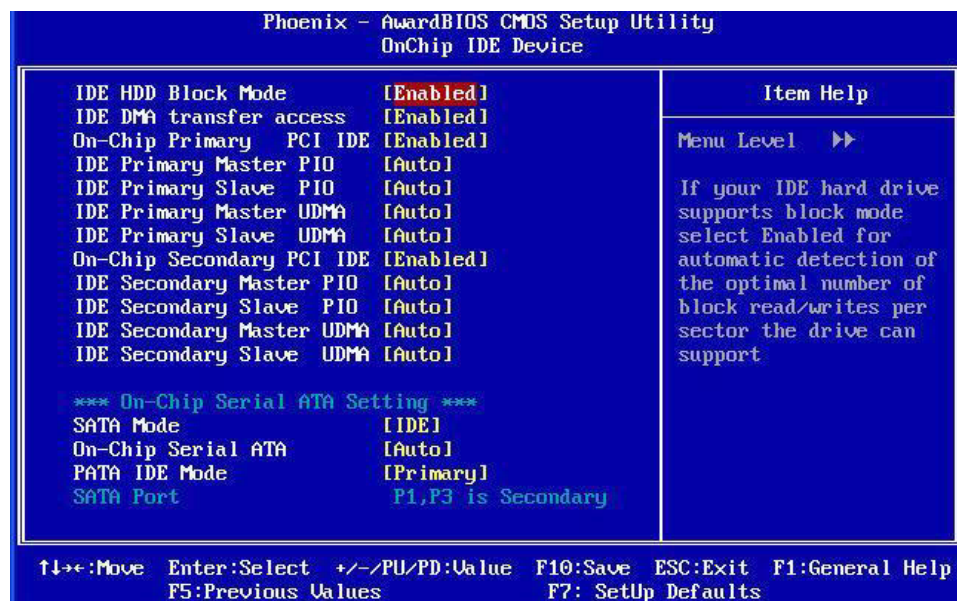 Phoenix - AwardBIOS CMOS Setup Utility
OnChip IDE Device
IDE HDD Block Mode [Enabled]
IDE DMA transfer access [Enabled]
On-Chip Primary PCI IDE [Enabled]
IDE Primary Master PIO [Auto]
IDE Primary Slave PIO [Auto]
IDE Primary Master UDMA [Auto]
IDE Primary Slave UDMA [Auto]
On-Chip Secondary PCI IDE [Enabled]
IDE Secondary Master PIO [Auto]
IDE Secondary Slave PIO [Auto]
IDE Secondary Master UDMA [Auto]
IDE Secondary Slave UDMA [Auto]
*** On-Chip Serial ATA Setting ***
SATA Mode [IDE]
On-Chip Serial ATA [Auto]
PATA IDE Mode [Primary]
SATA Port P1,P3 is Secondary
Item Help
Menu Level ▶▶
If your IDE hard drive
supports block mode
select Enabled for
automatic detection of
the optimal number of
block read/writes per
sector the drive can
support
↑↓→←:Move Enter:Select +/-/PU/PD:Value F10:Save ESC:Exit F1:General Help
F5:Previous Values F7: SetUp Defaults